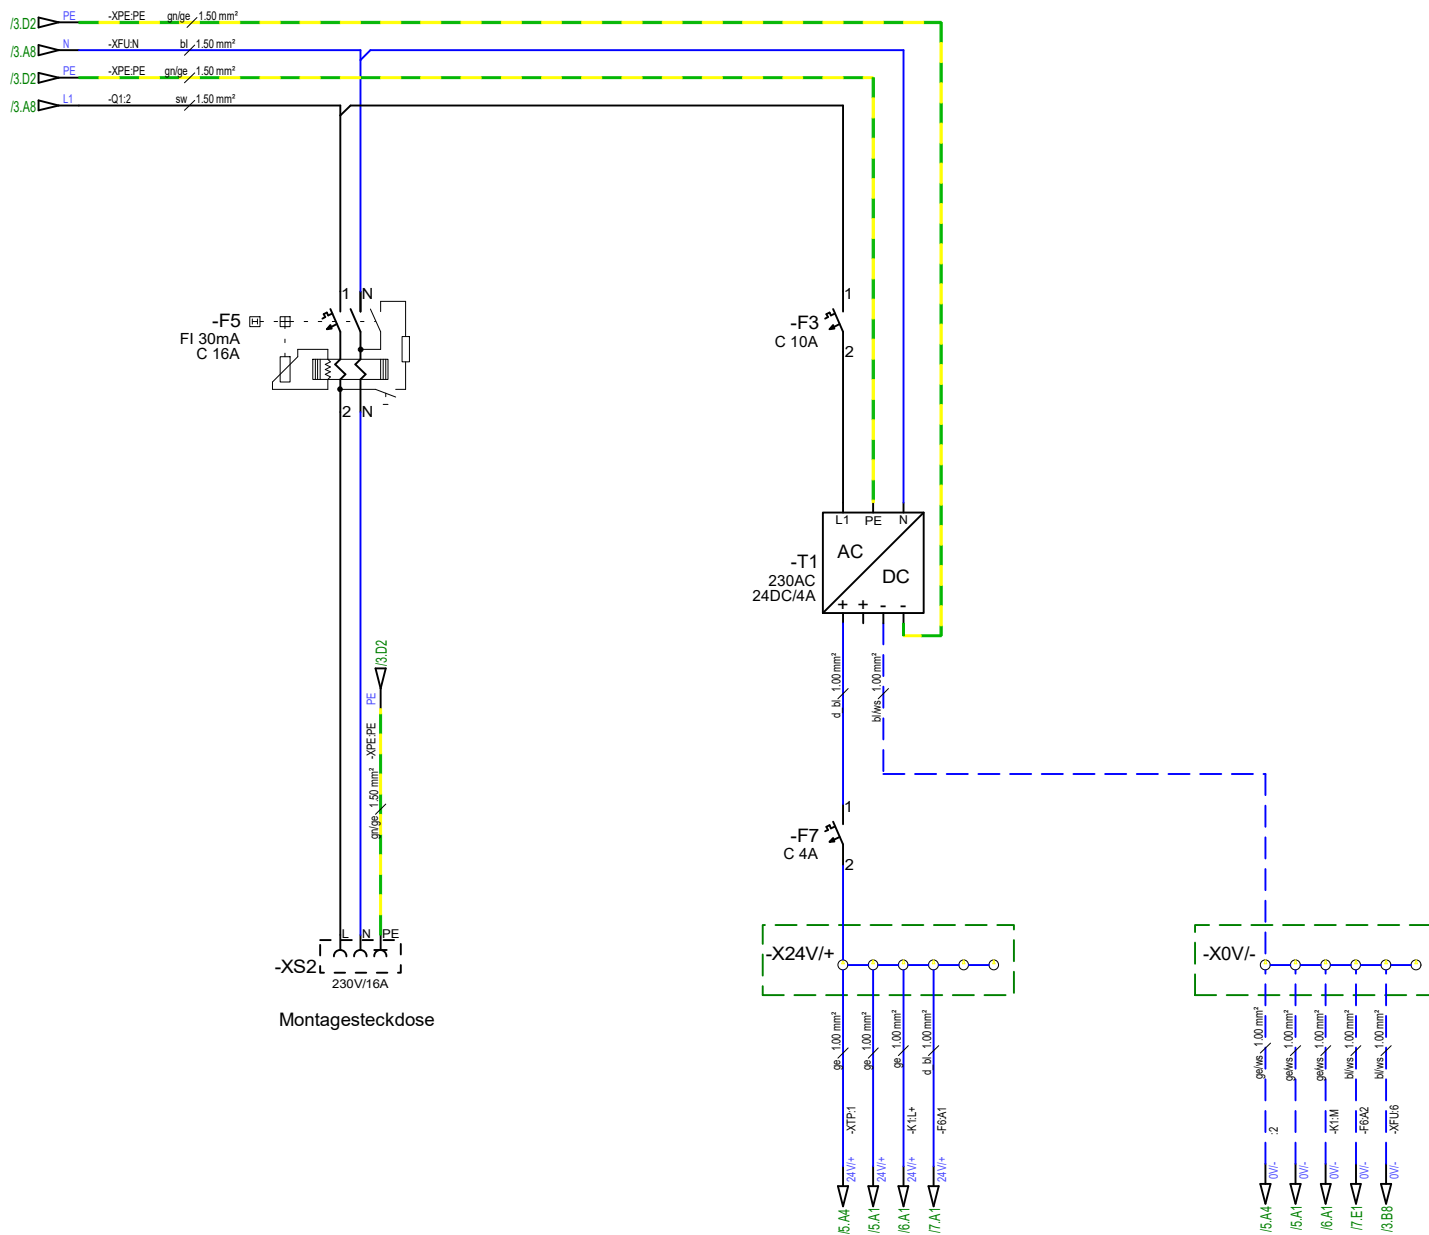 /3.D2 PE -XPE:PE gn/ge 1.50 mm²
/3.A8 N -XFU:N bl 1.50 mm²
/3.D2 PE -XPE:PE gn/ge 1.50 mm²
/3.A8 L1 -Q1:2 sw 1.50 mm²
1 N
-F5
FI 30mA
C 16A
2 N
1
-F3
C 10A
2
L1 PE N
AC
DC
-T1
230AC
24DC/4A
+ + - -
d_bl 1.00 mm²
bl/ws 1.00 mm²
/3.D2
PE
-XPE:PE
gn/ge 1.50 mm²
1
-F7
C 4A
2
L N PE
-XS2
230V/16A
Montagesteckdose
-X24V/+
ge 1.00 mm²
ge 1.00 mm²
ge 1.00 mm²
d_bl 1.00 mm²
-XTP:1
-K1:L+
-F6:A1
24V/+
24V/+
24V/+
24V/+
/5.A4
/5.A1
/6.A1
/7.A1
-X0V/-
ge/ws 1.00 mm²
ge/ws 1.00 mm²
ge/ws 1.00 mm²
bl/ws 1.00 mm²
bl/ws 1.00 mm²
:2
-K1:M
-F6:A2
-XFU:6
0V/-
0V/-
0V/-
0V/-
0V/-
/5.A4
/5.A1
/6.A1
/7.E1
/3.B8